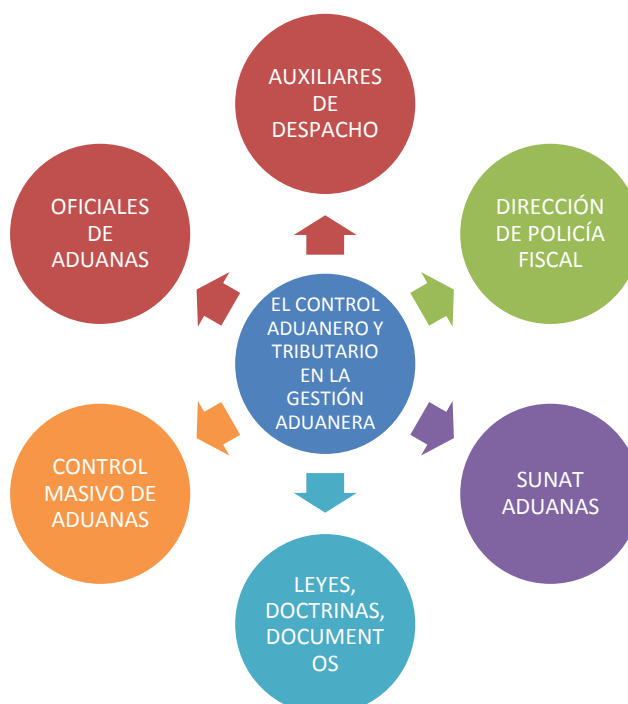 AUXILIARES
DE
DESPACHO
OFICIALES
DE
ADUANAS
DIRECCIÓN
DE POLICÍA
FISCAL
EL CONTROL
ADUANERO Y
TRIBUTARIO
EN LA
GESTIÓN
ADUANERA
CONTROL
MASIVO DE
ADUANAS
SUNAT
ADUANAS
LEYES,
DOCTRINAS,
DOCUMENT
OS